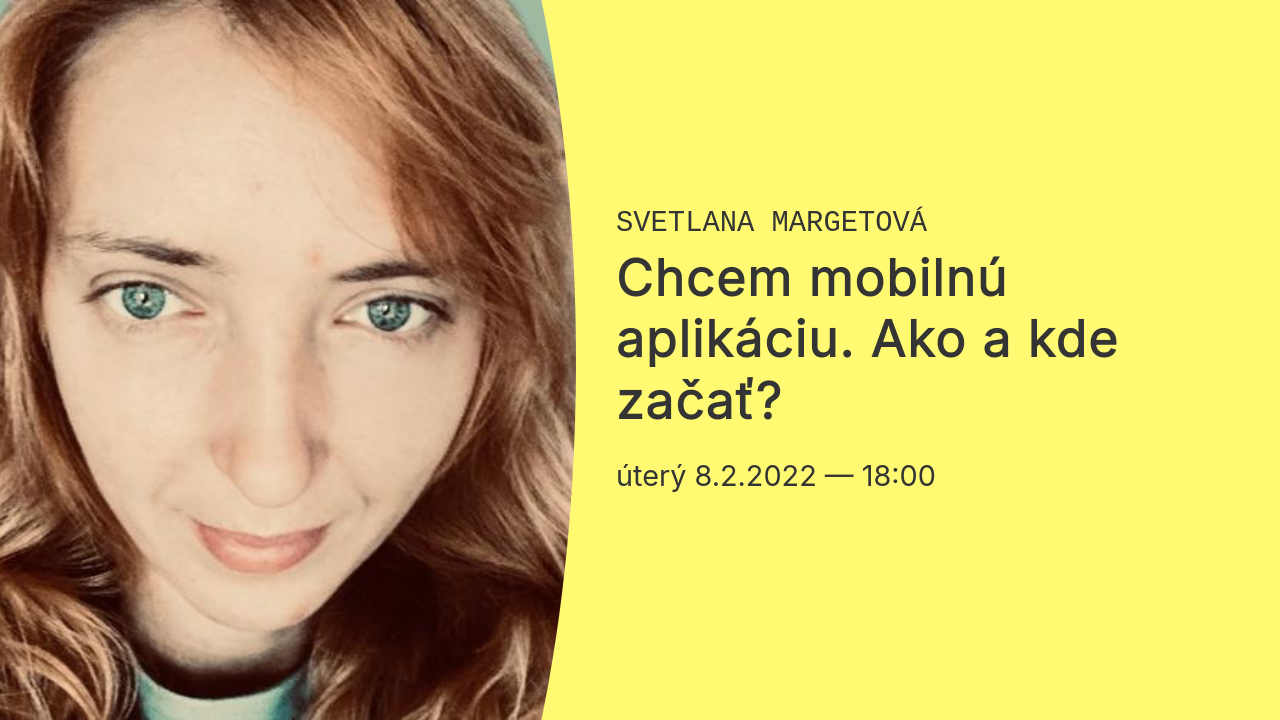 SVETLANA MARGETOVÁ
Chcem mobilnú
aplikáciu. Ako a kde
začať?
úterý 8.2.2022 — 18:00